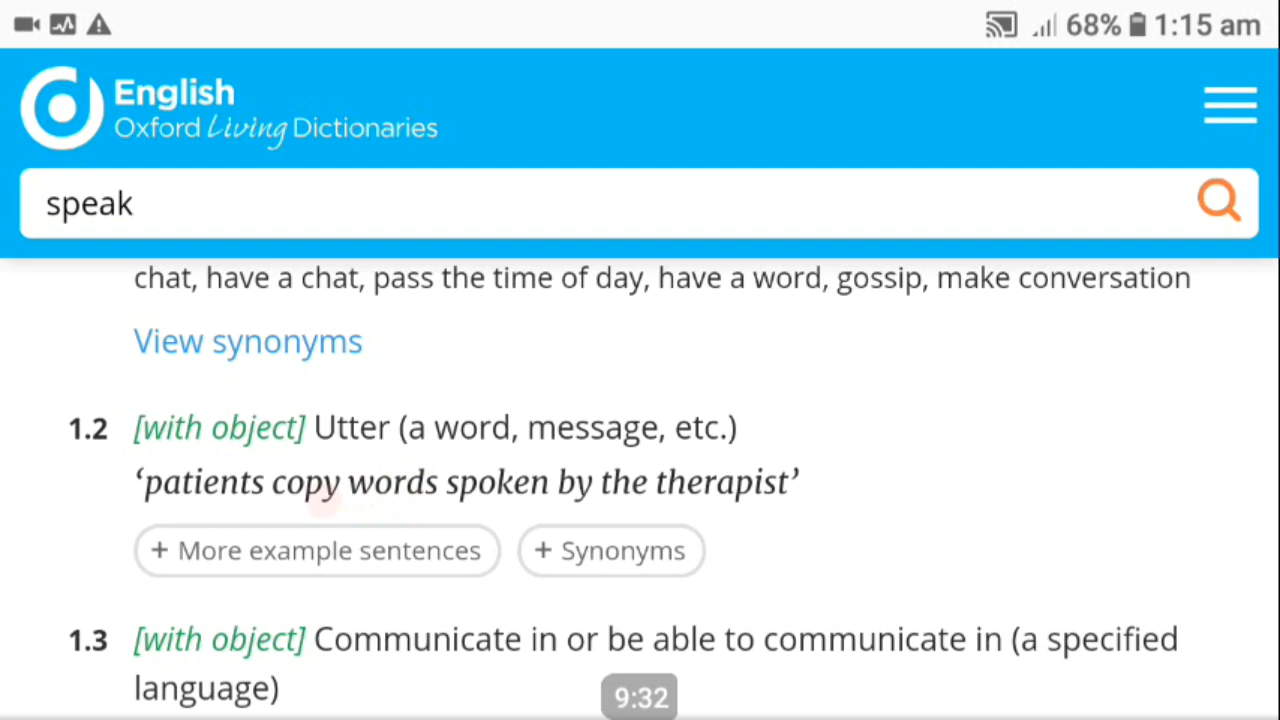 68% 1:15 am
English
Oxford Living Dictionaries
speak
chat, have a chat, pass the time of day, have a word, gossip, make conversation
View synonyms
1.2 [with object] Utter (a word, message, etc.)
‘patients copy words spoken by the therapist’
+ More example sentences + Synonyms
1.3 [with object] Communicate in or be able to communicate in (a specified
language)
9:32